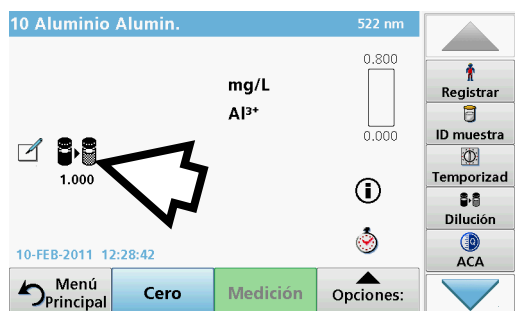 10 Aluminio Alumin.
522 nm
0.800
mg/L
Al³⁺
0.000
1.000
10-FEB-2011 12:28:42
Menú
Principal
Cero
Medición
Opciones:
Registrar
ID muestra
Temporizad
Dilución
ACA